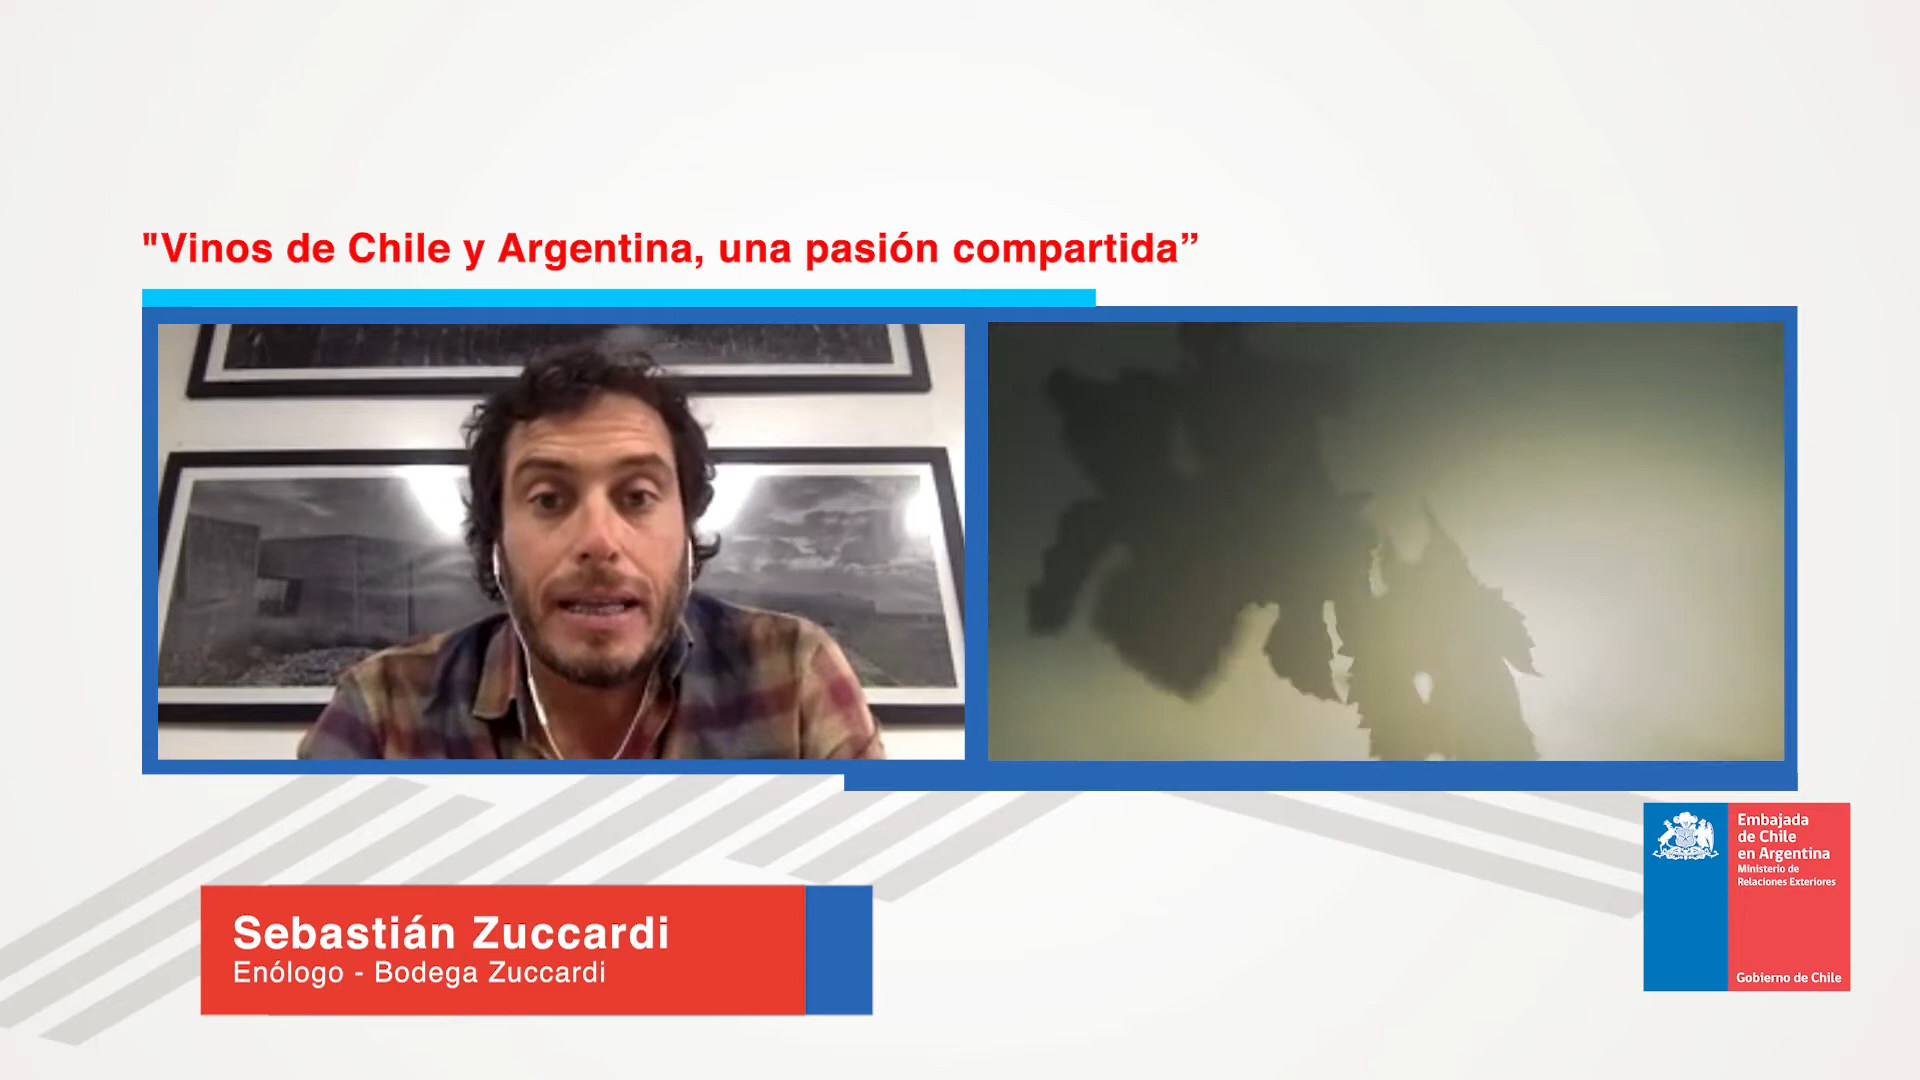 "Vinos de Chile y Argentina, una pasión compartida”
Sebastián Zuccardi
Enólogo - Bodega Zuccardi
Embajada
de Chile
en Argentina
Ministerio de
Relaciones Exteriores
Gobierno de Chile